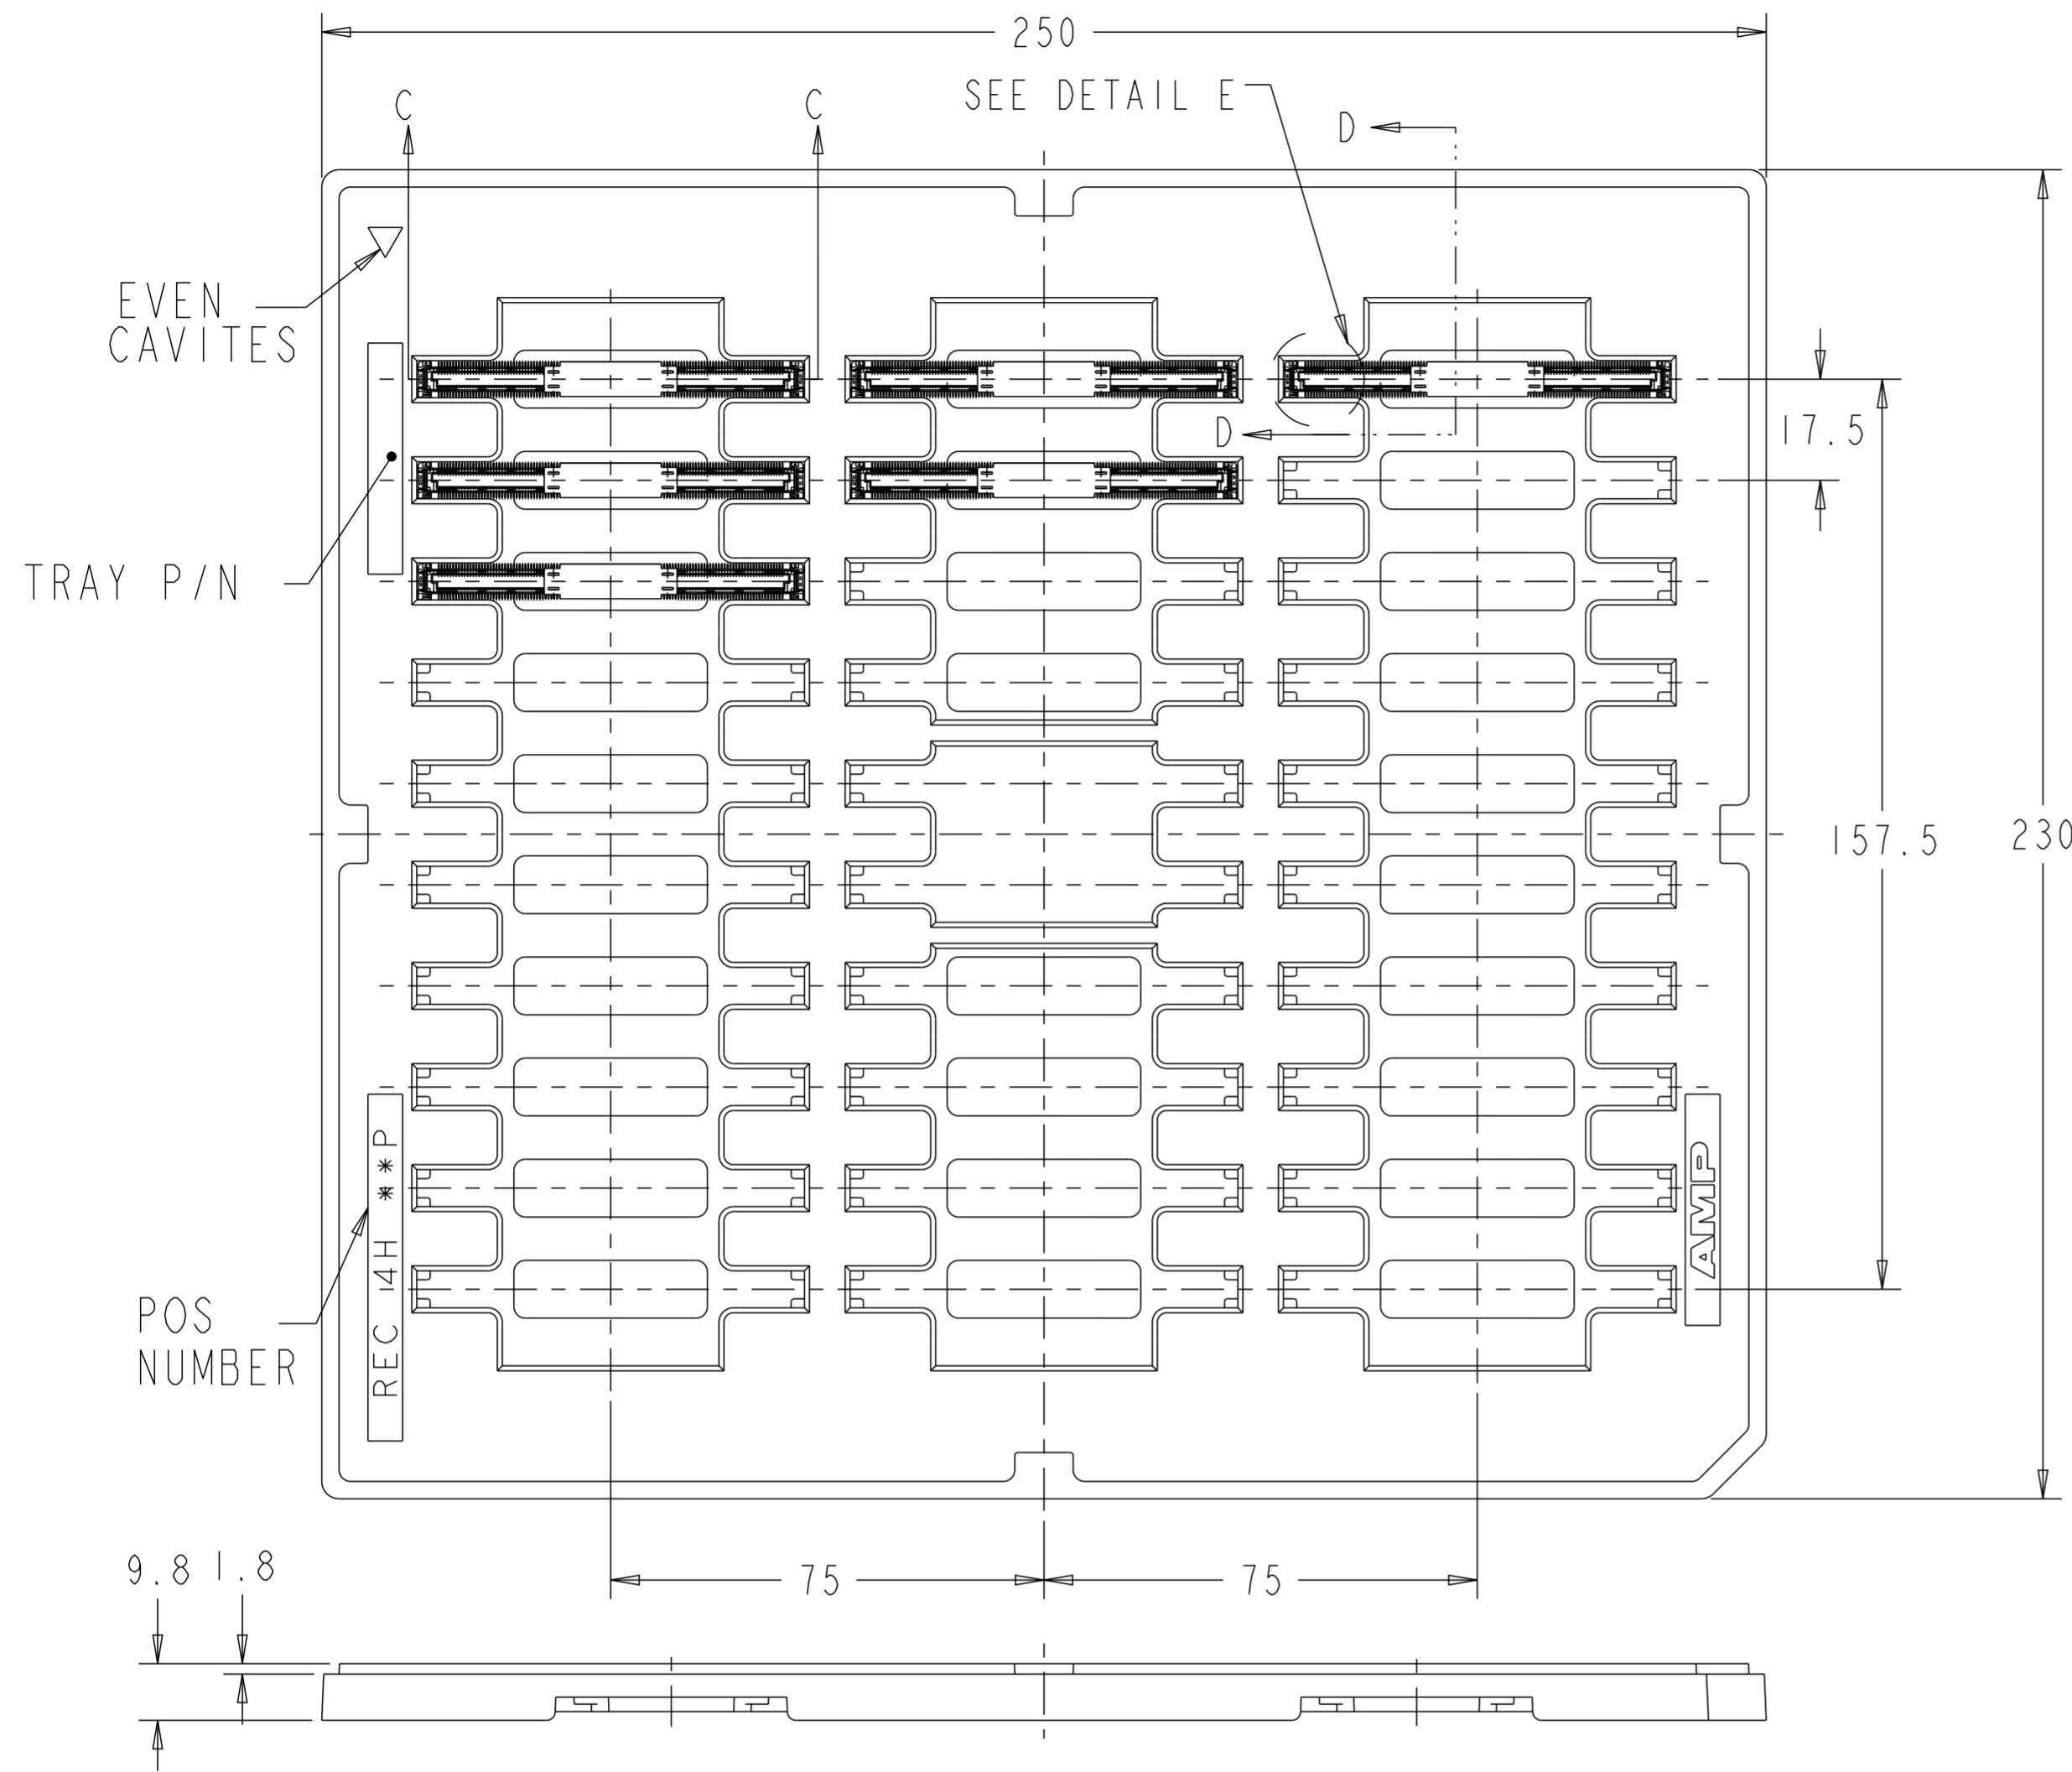 250
C
C
SEE DETAIL E
D
EVEN
CAVITES
D
17.5
TRAY P/N
157.5
230
REC 4H **P
AMP
POS
NUMBER
75
75
9.8
1.8